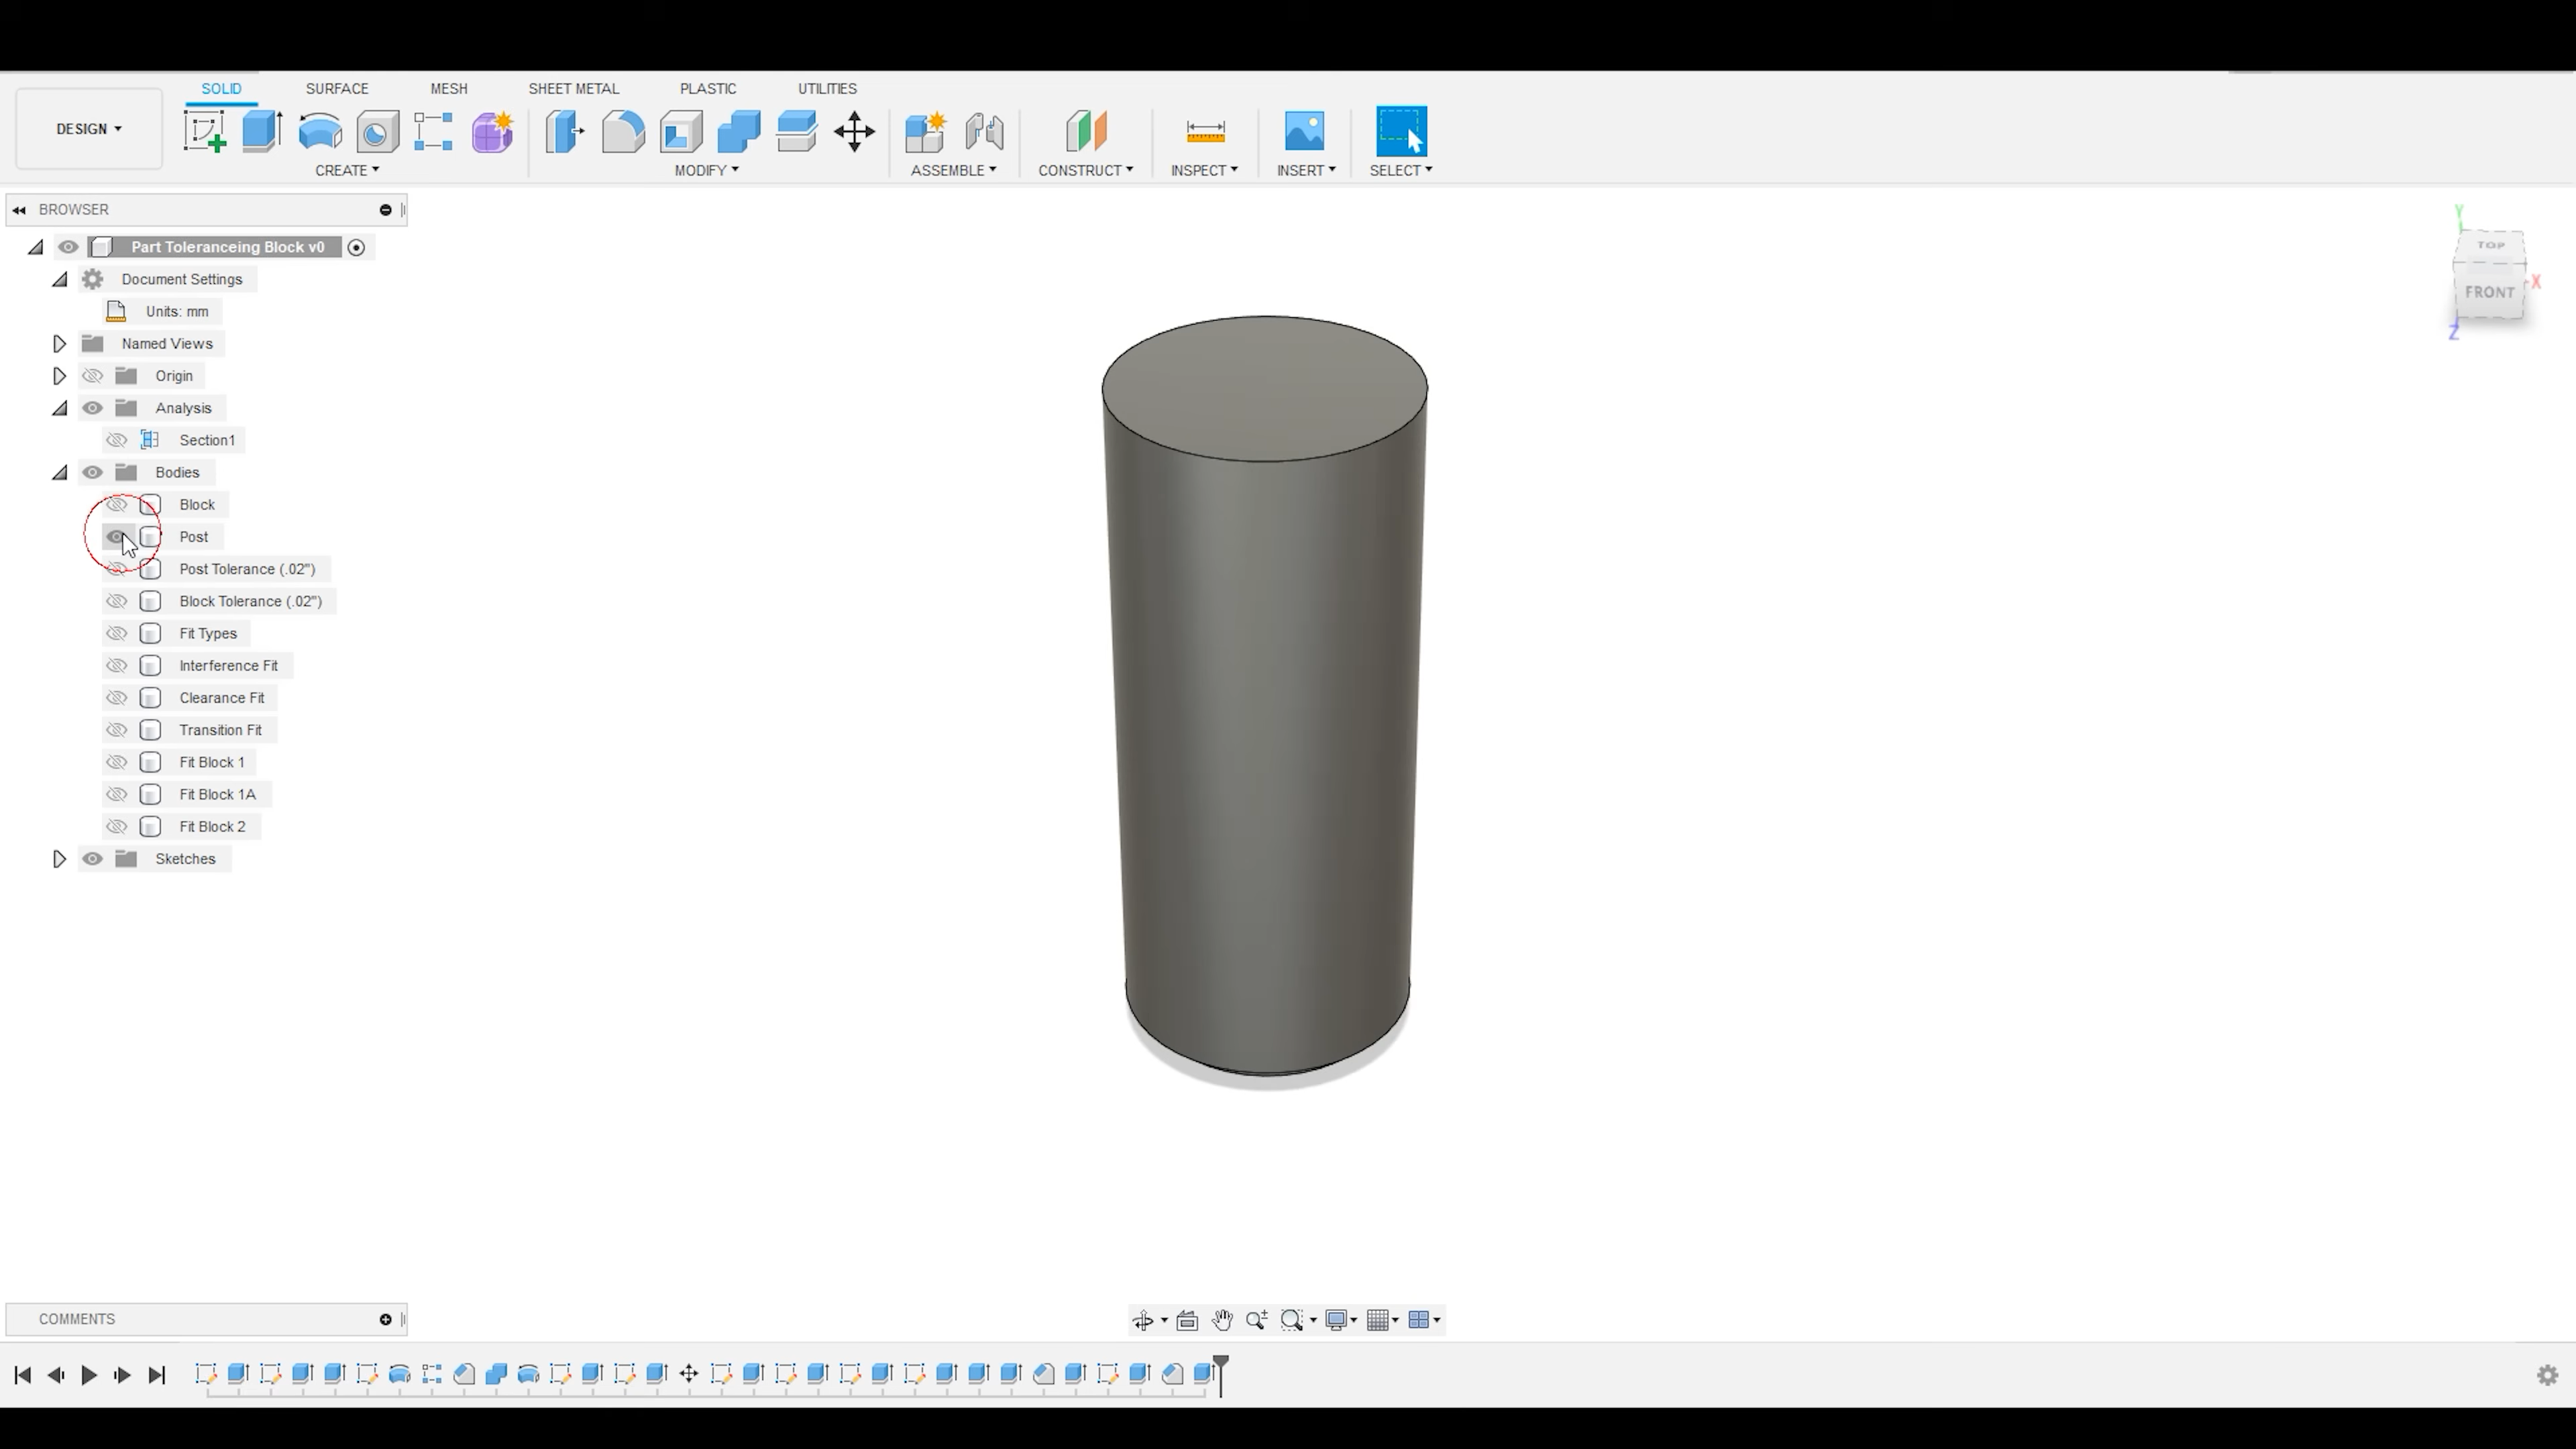 SOLID SURFACE MESH SHEET METAL PLASTIC UTILITIES
DESIGN
CREATE MODIFY ASSEMBLE CONSTRUCT INSPECT INSERT SELECT
BROWSER
Part Toleranceing Block v0
Document Settings
Units: mm
Named Views
Origin
Analysis
Section1
Bodies
Block
Post
Post Tolerance (.02")
Block Tolerance (.02")
Fit Types
Interference Fit
Clearance Fit
Transition Fit
Fit Block 1
Fit Block 1A
Fit Block 2
Sketches
Y
TOP
FRONT
X
Z
COMMENTS